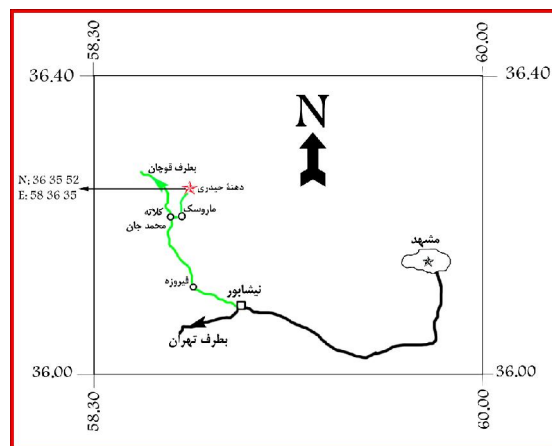 58.30
60.00
36.40
36.40
N
بطرف قوچان
N; 36 35 52
E: 58 36 35
دهنهٔ حیدری
ماروسک
کلاته
محمد جان
مشهد
فیروزه
نیشابور
بطرف تهران
36.00
36.00
58.30
60.00